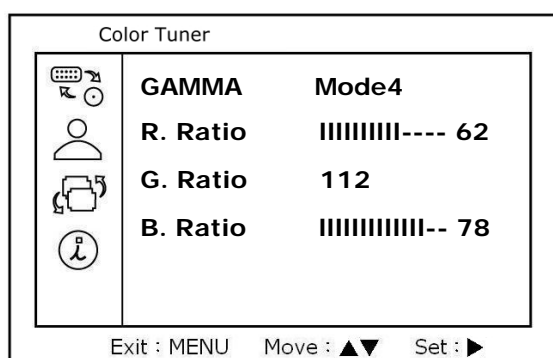 Color Tuner
GAMMA Mode4
R. Ratio IIIIIIIIII---- 62
G. Ratio 112
B. Ratio IIIIIIIIIIIII-- 78
i
Exit : MENU Move : ▲▼ Set : ▶